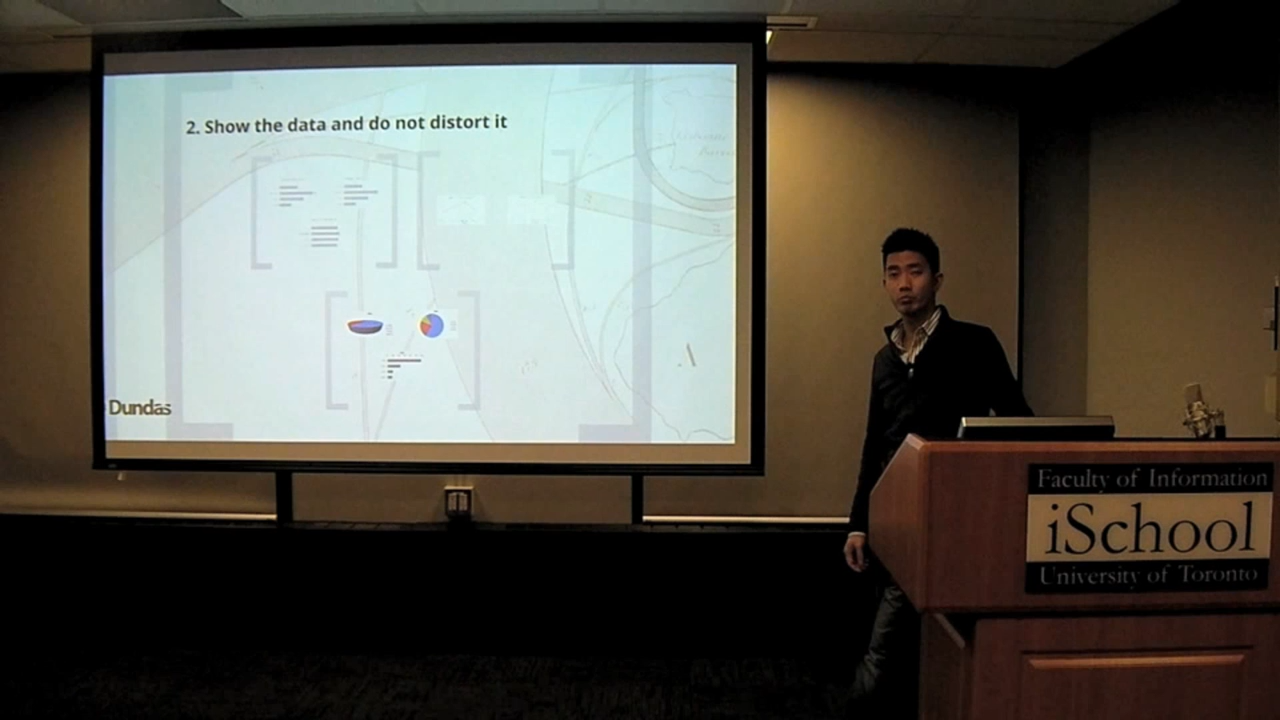 2. Show the data and do not distort it
Dundas
A
Faculty of Information
iSchool
University of Toronto